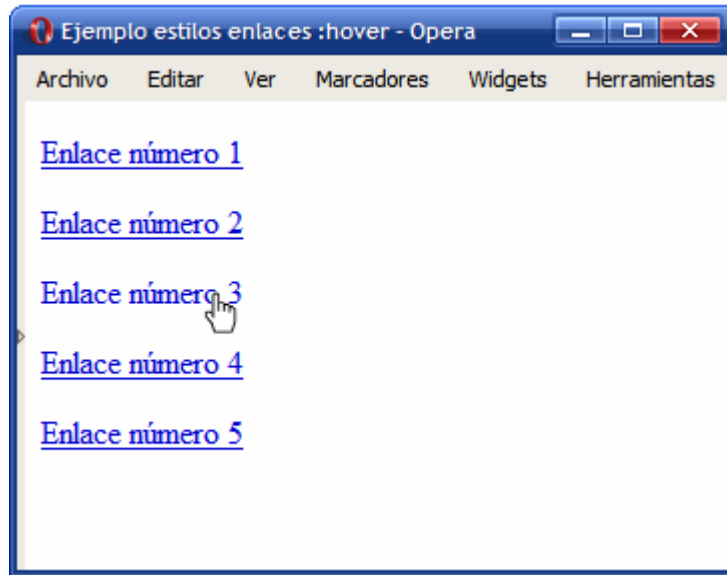 Ejemplo estilos enlaces :hover - Opera
Archivo Editar Ver Marcadores Widgets Herramientas
Enlace número 1
Enlace número 2
Enlace número 3
Enlace número 4
Enlace número 5